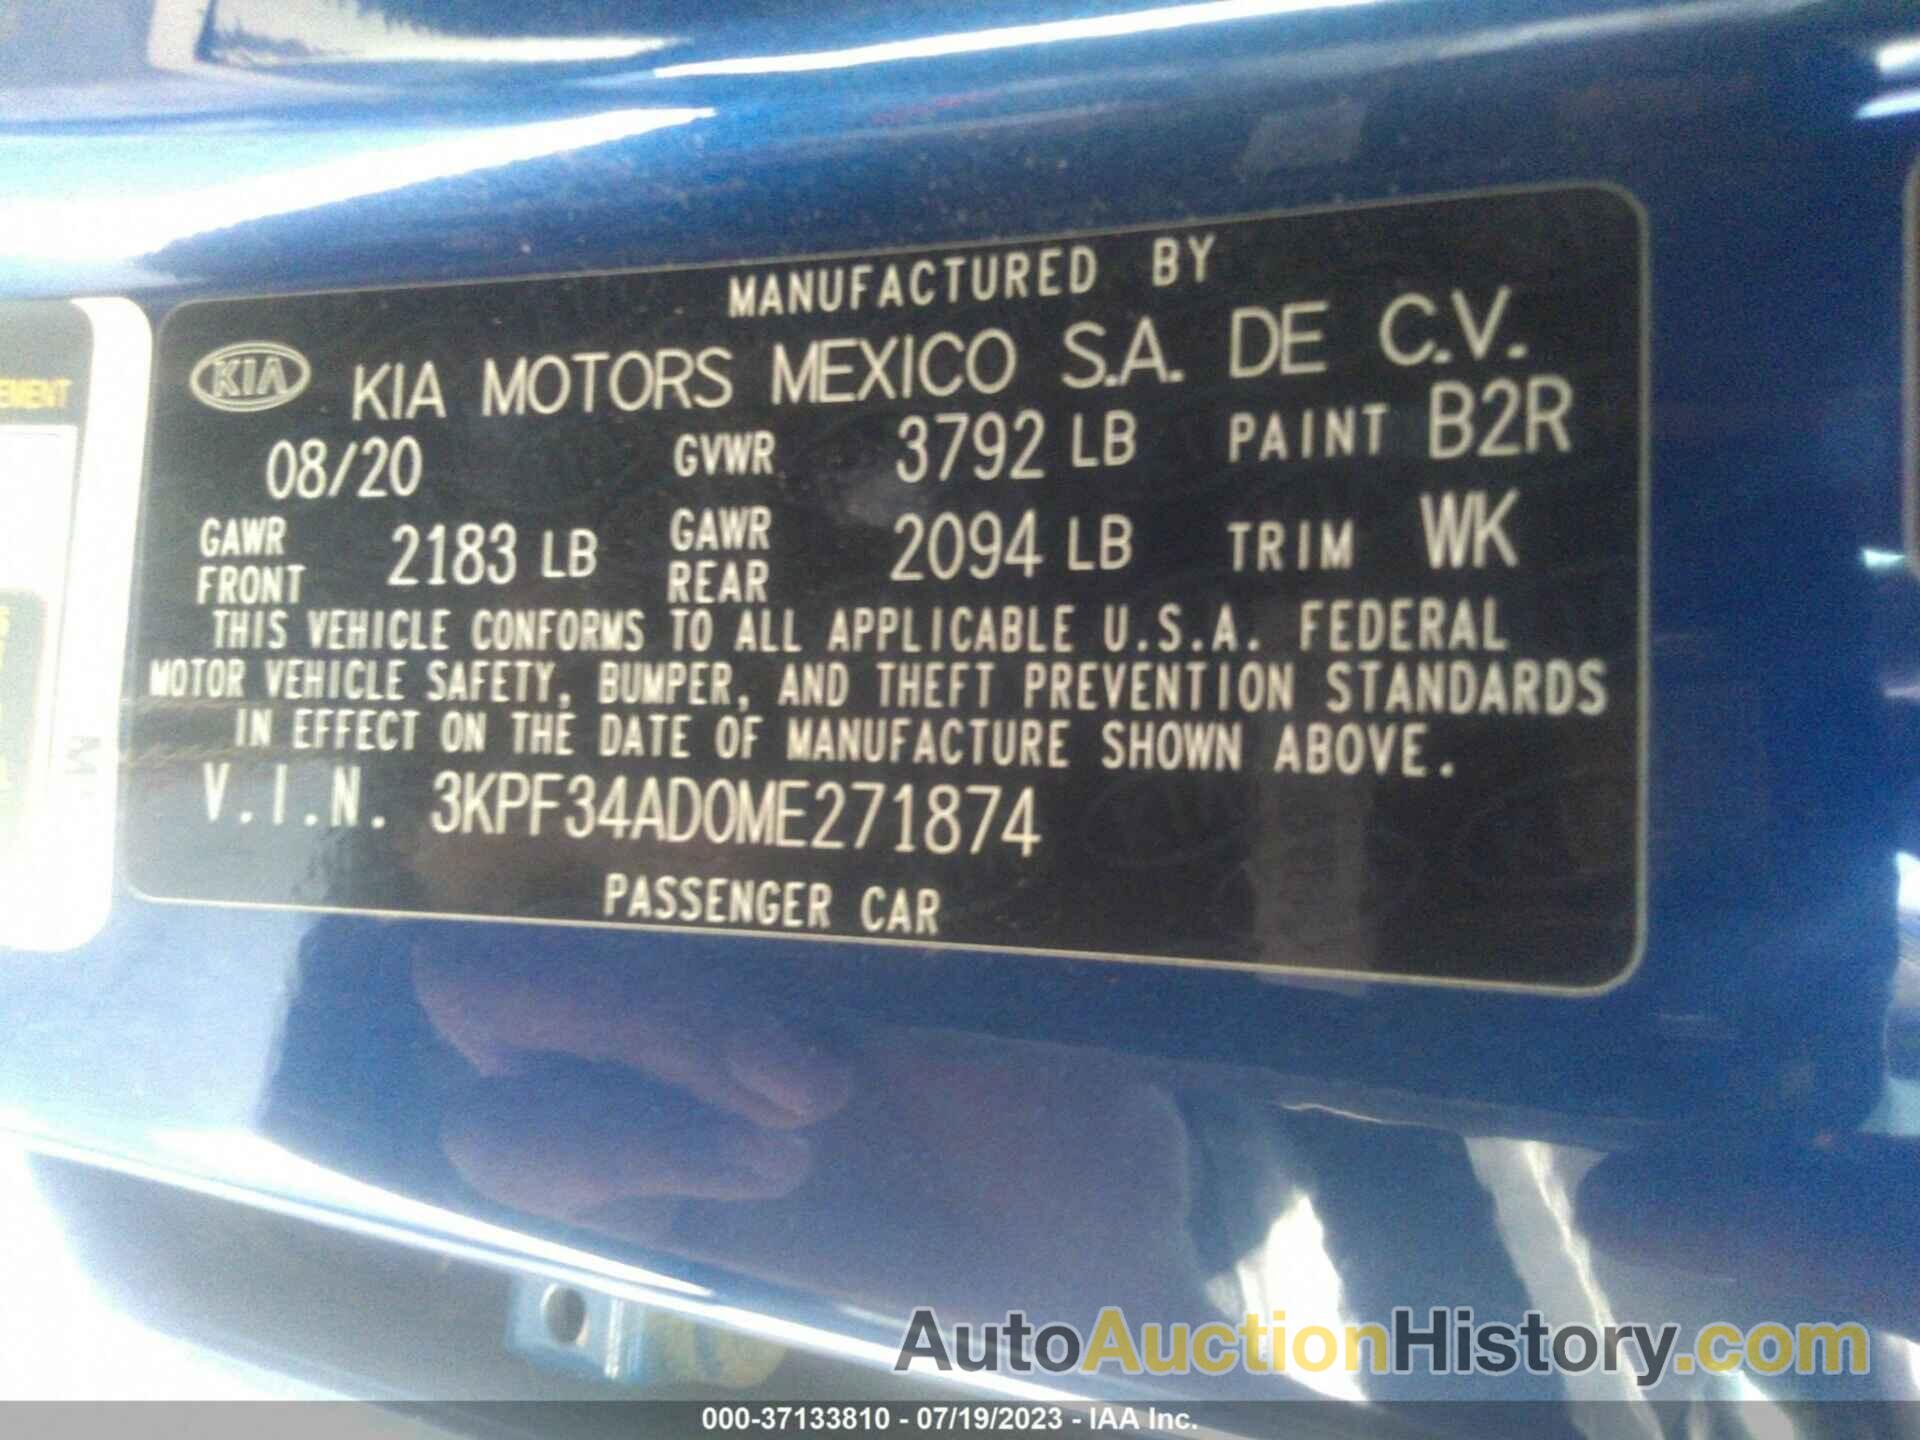 MANUFACTURED BY
KIA KIA MOTORS MEXICO S.A. DE C.V.
08/20 GVWR 3792 LB PAINT B2R
GAWR FRONT 2183 LB GAWR REAR 2094 LB TRIM WK
THIS VEHICLE CONFORMS TO ALL APPLICABLE U.S.A. FEDERAL
MOTOR VEHICLE SAFETY, BUMPER, AND THEFT PREVENTION STANDARDS
IN EFFECT ON THE DATE OF MANUFACTURE SHOWN ABOVE.
V.I.N. 3KPF34AD0ME271874
PASSENGER CAR
AutoAuctionHistory.com
000-37133810 - 07/19/2023 - IAA Inc.